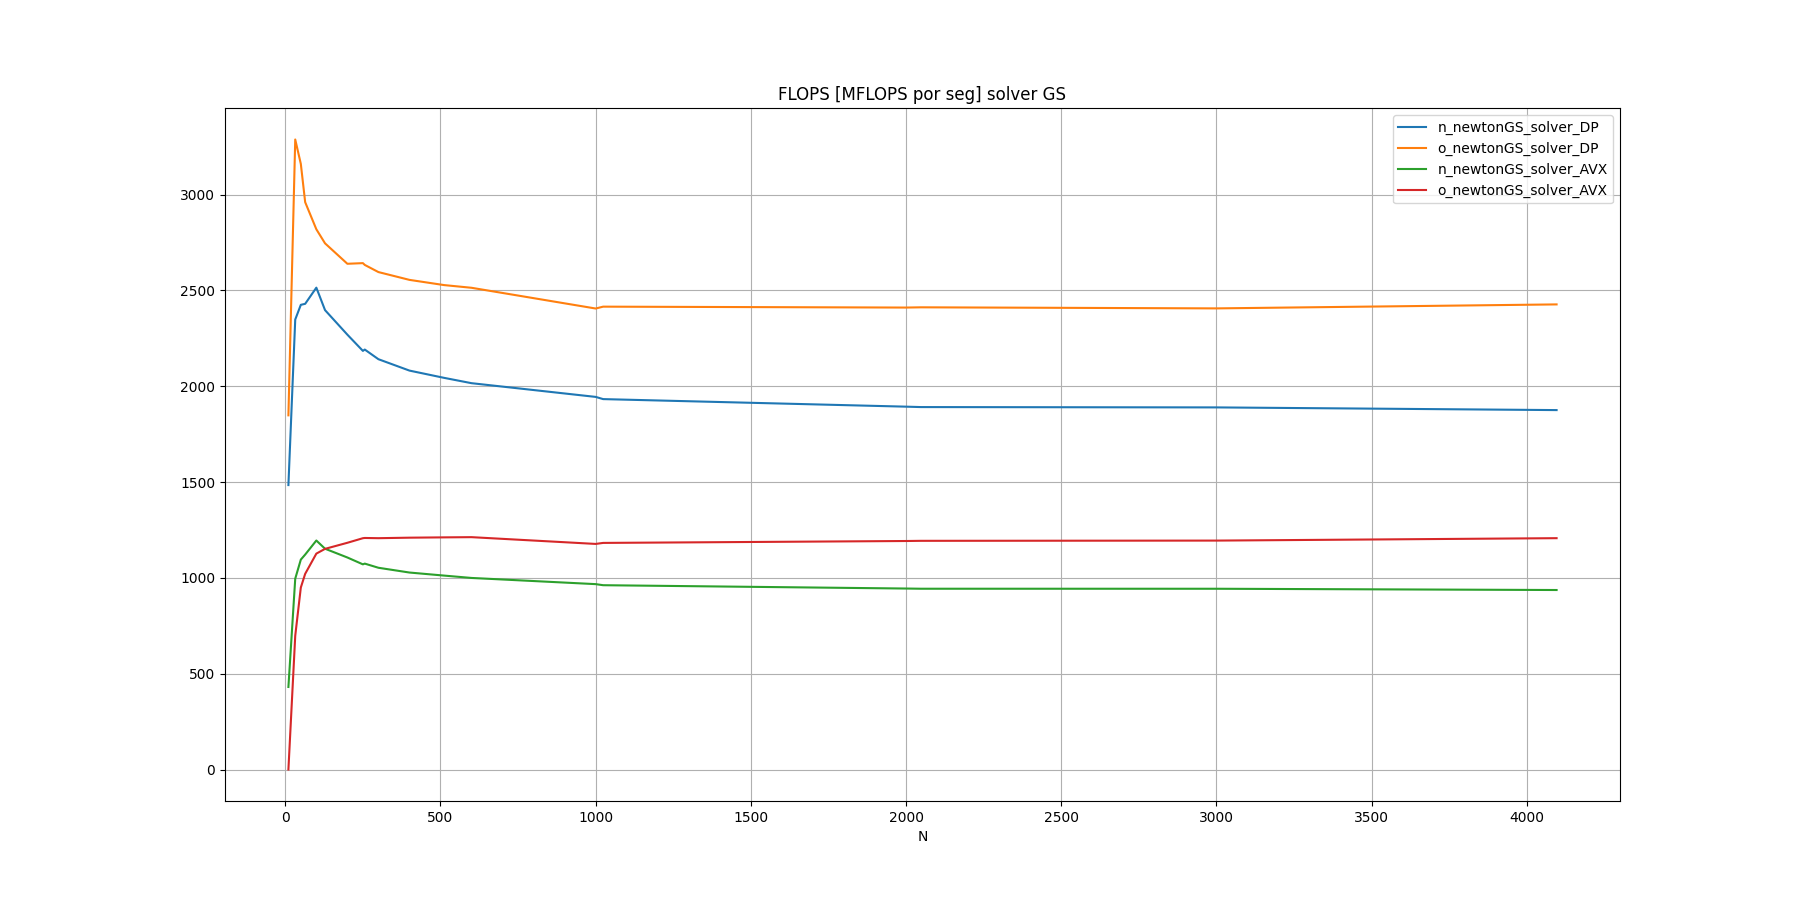 FLOPS [MFLOPS por seg] solver GS
n_newtonGS_solver_DP
o_newtonGS_solver_DP
n_newtonGS_solver_AVX
o_newtonGS_solver_AVX
3000
2500
2000
1500
1000
500
0
0 500 1000 1500 2000 2500 3000 3500 4000
N